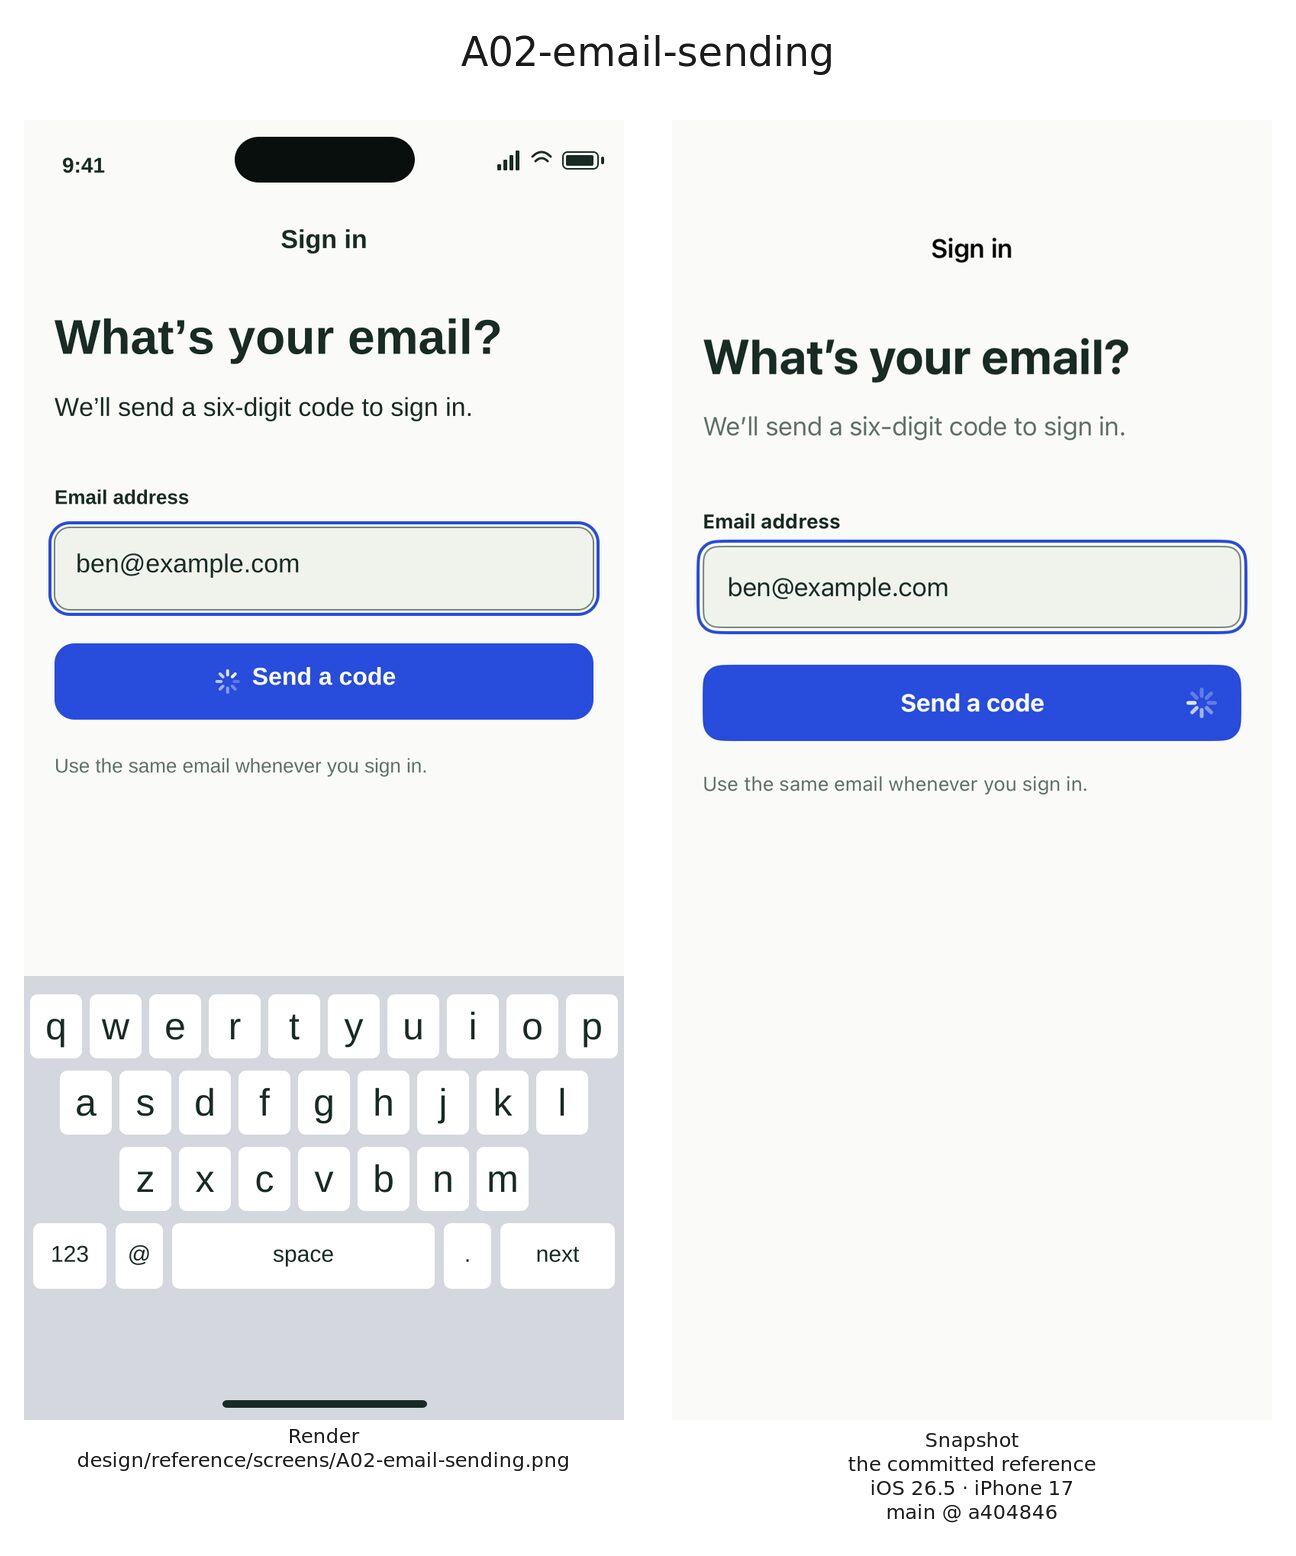 A02-email-sending
9:41
Sign in
What’s your email?
We’ll send a six-digit code to sign in.
Email address
ben@example.com
Send a code
Use the same email whenever you sign in.
q w e r t y u i o p
a s d f g h j k l
z x c v b n m
123 @ space . next
Render
design/reference/screens/A02-email-sending.png
Sign in
What’s your email?
We’ll send a six-digit code to sign in.
Email address
ben@example.com
Send a code
Use the same email whenever you sign in.
Snapshot
the committed reference
iOS 26.5 · iPhone 17
main @ a404846